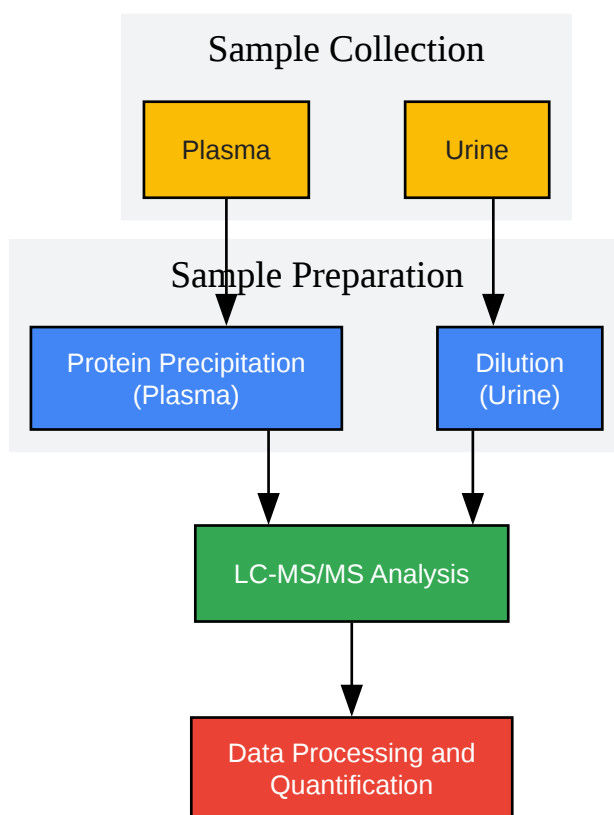 Sample Collection
Plasma
Urine
Sample Preparation
Protein Precipitation
(Plasma)
Dilution
(Urine)
LC-MS/MS Analysis
Data Processing and
Quantification